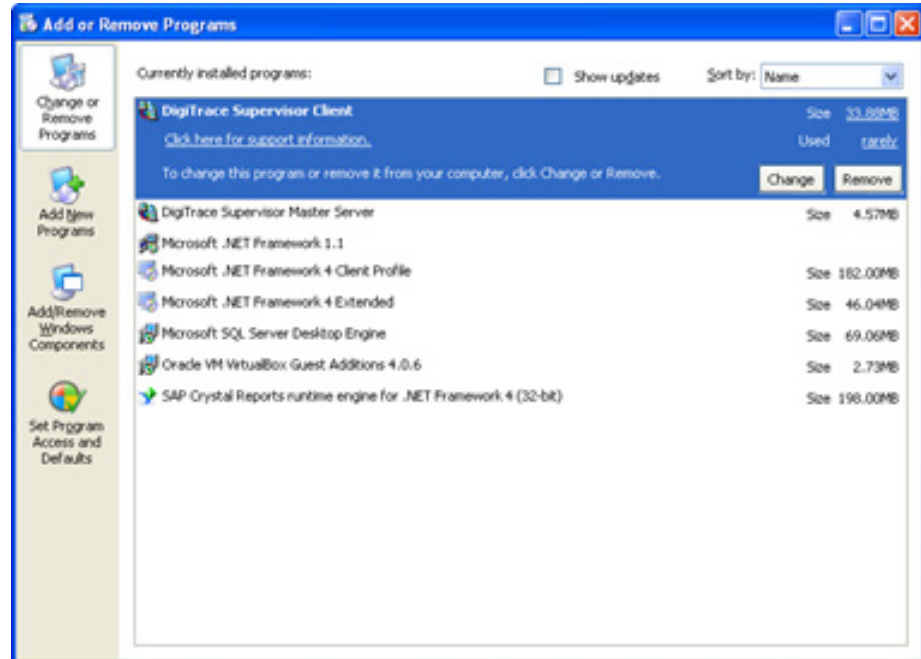 Add or Remove Programs
Change or
Remove
Programs
Add New
Programs
Add/Remove
Windows
Components
Set Program
Access and
Defaults
Currently installed programs: Show updates Sort by: Name
DigiTrace Supervisor Client Size 33.88MB
Click here for support information. Used rarely
To change this program or remove it from your computer, click Change or Remove. Change Remove
DigiTrace Supervisor Master Server Size 4.57MB
Microsoft .NET Framework 1.1
Microsoft .NET Framework 4 Client Profile Size 182.00MB
Microsoft .NET Framework 4 Extended Size 46.04MB
Microsoft SQL Server Desktop Engine Size 69.06MB
Oracle VM VirtualBox Guest Additions 4.0.6 Size 2.73MB
SAP Crystal Reports runtime engine for .NET Framework 4 (32-bit) Size 198.00MB